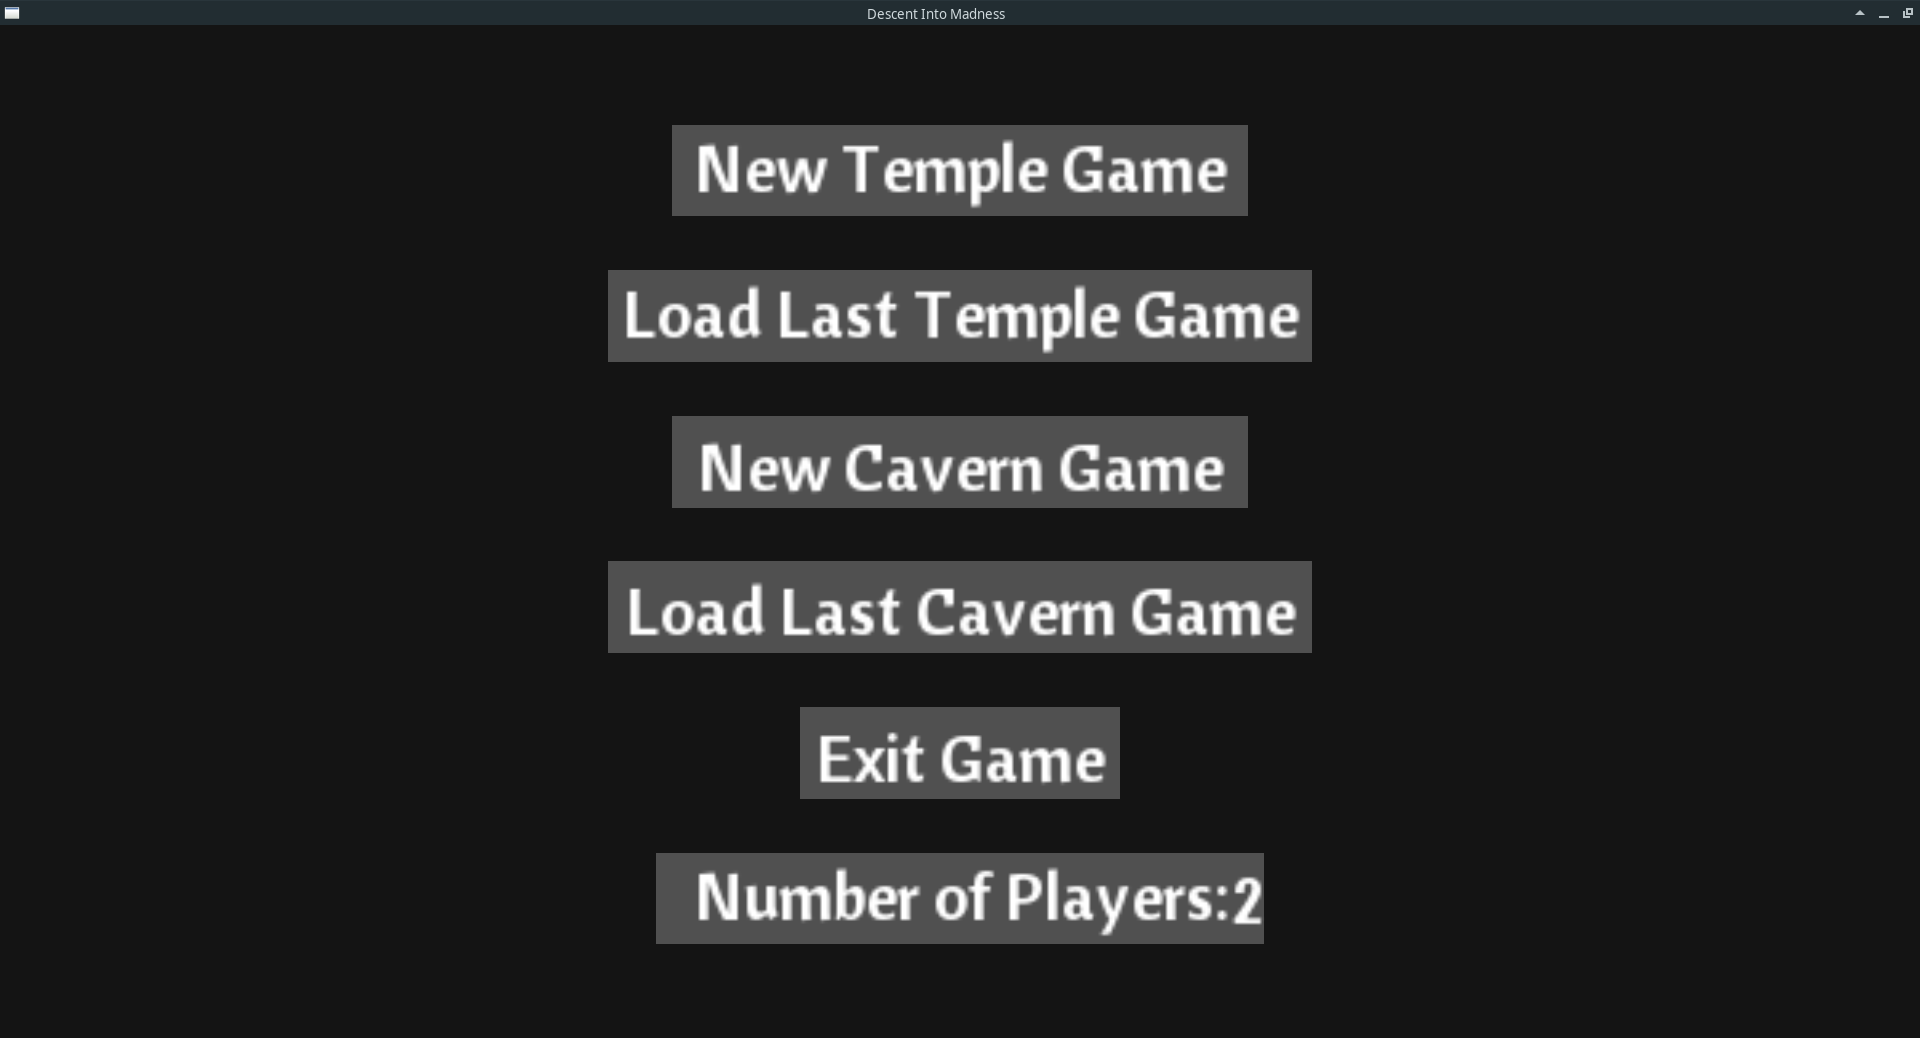 Descent Into Madness
New Temple Game
Load Last Temple Game
New Cavern Game
Load Last Cavern Game
Exit Game
Number of Players:2